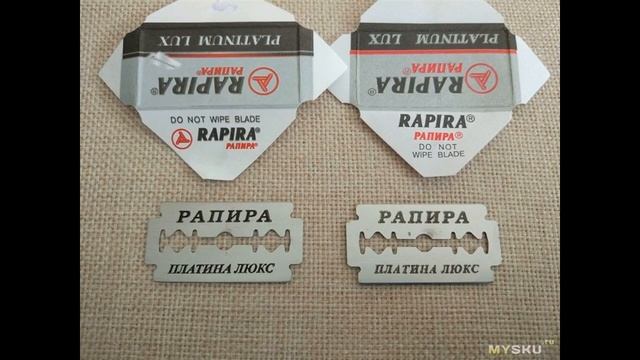 PLATINUM LUX
RAPIRA®
РАПИРА®
DO NOT WIPE BLADE
RAPIRA®
РАПИРА®
PLATINUM LUX
RAPIRA
РАПИРА®
RAPIRA®
РАПИРА®
DO NOT
WIPE BLADE
РАПИРА
ПЛАТИНА ЛЮКС
РАПИРА
ПЛАТИНА ЛЮКС
MYSKU.ru